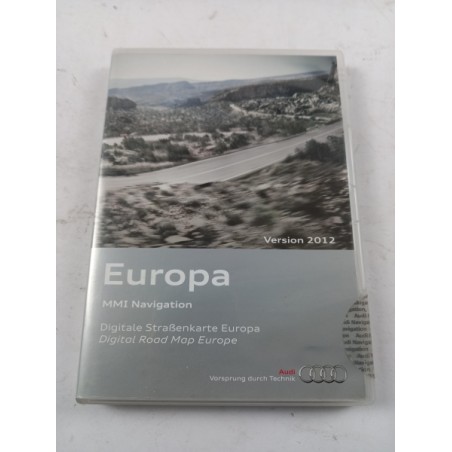 Version 2012
Europa
MMI Navigation
Digitale Straßenkarte Europa
Digital Road Map Europe
Audi
Vorsprung durch Technik